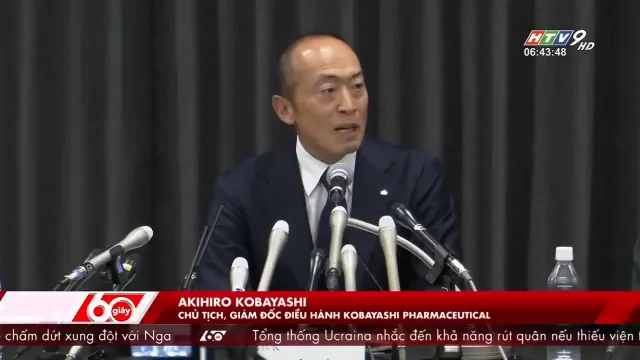 HTV9 HD
06:43:48
AKIHIRO KOBAYASHI
60 giây
CHỦ TỊCH, GIÁM ĐỐC ĐIỀU HÀNH KOBAYASHI PHARMACEUTICAL
chấm dứt xung đột với Nga Tổng thống Ucraina nhắc đến khả năng rút quân nếu thiếu viện